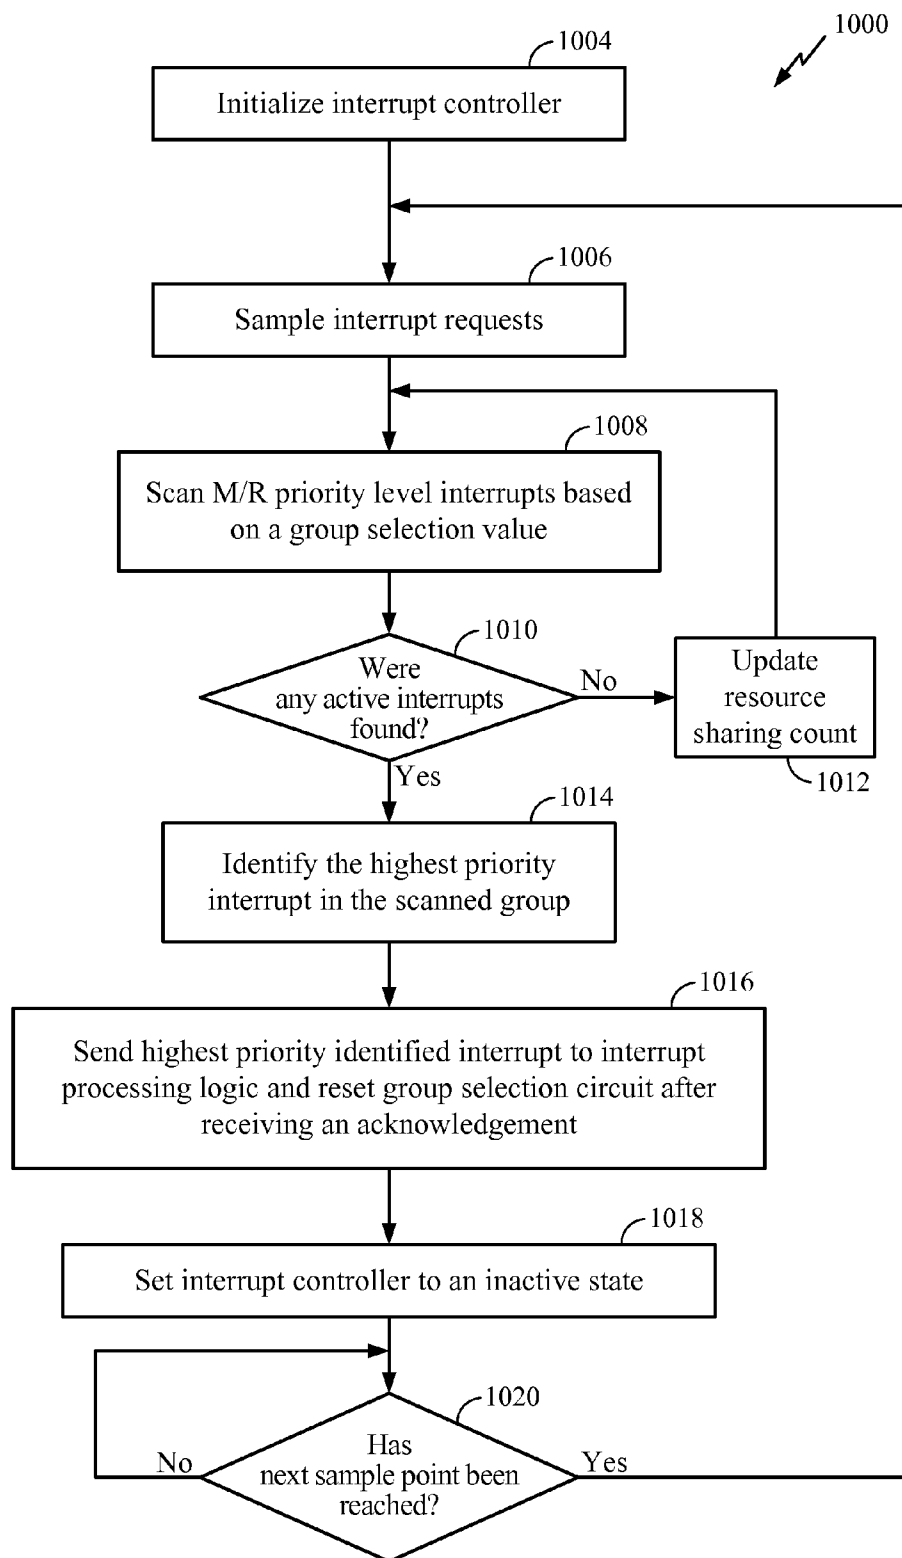 1000
1004
Initialize interrupt controller
1006
Sample interrupt requests
1008
Scan M/R priority level interrupts based
on a group selection value
1010
Were
any active interrupts
found?
No
Yes
Update
resource
sharing count
1012
1014
Identify the highest priority
interrupt in the scanned group
1016
Send highest priority identified interrupt to interrupt
processing logic and reset group selection circuit after
receiving an acknowledgement
1018
Set interrupt controller to an inactive state
1020
Has
next sample point been
reached?
No
Yes